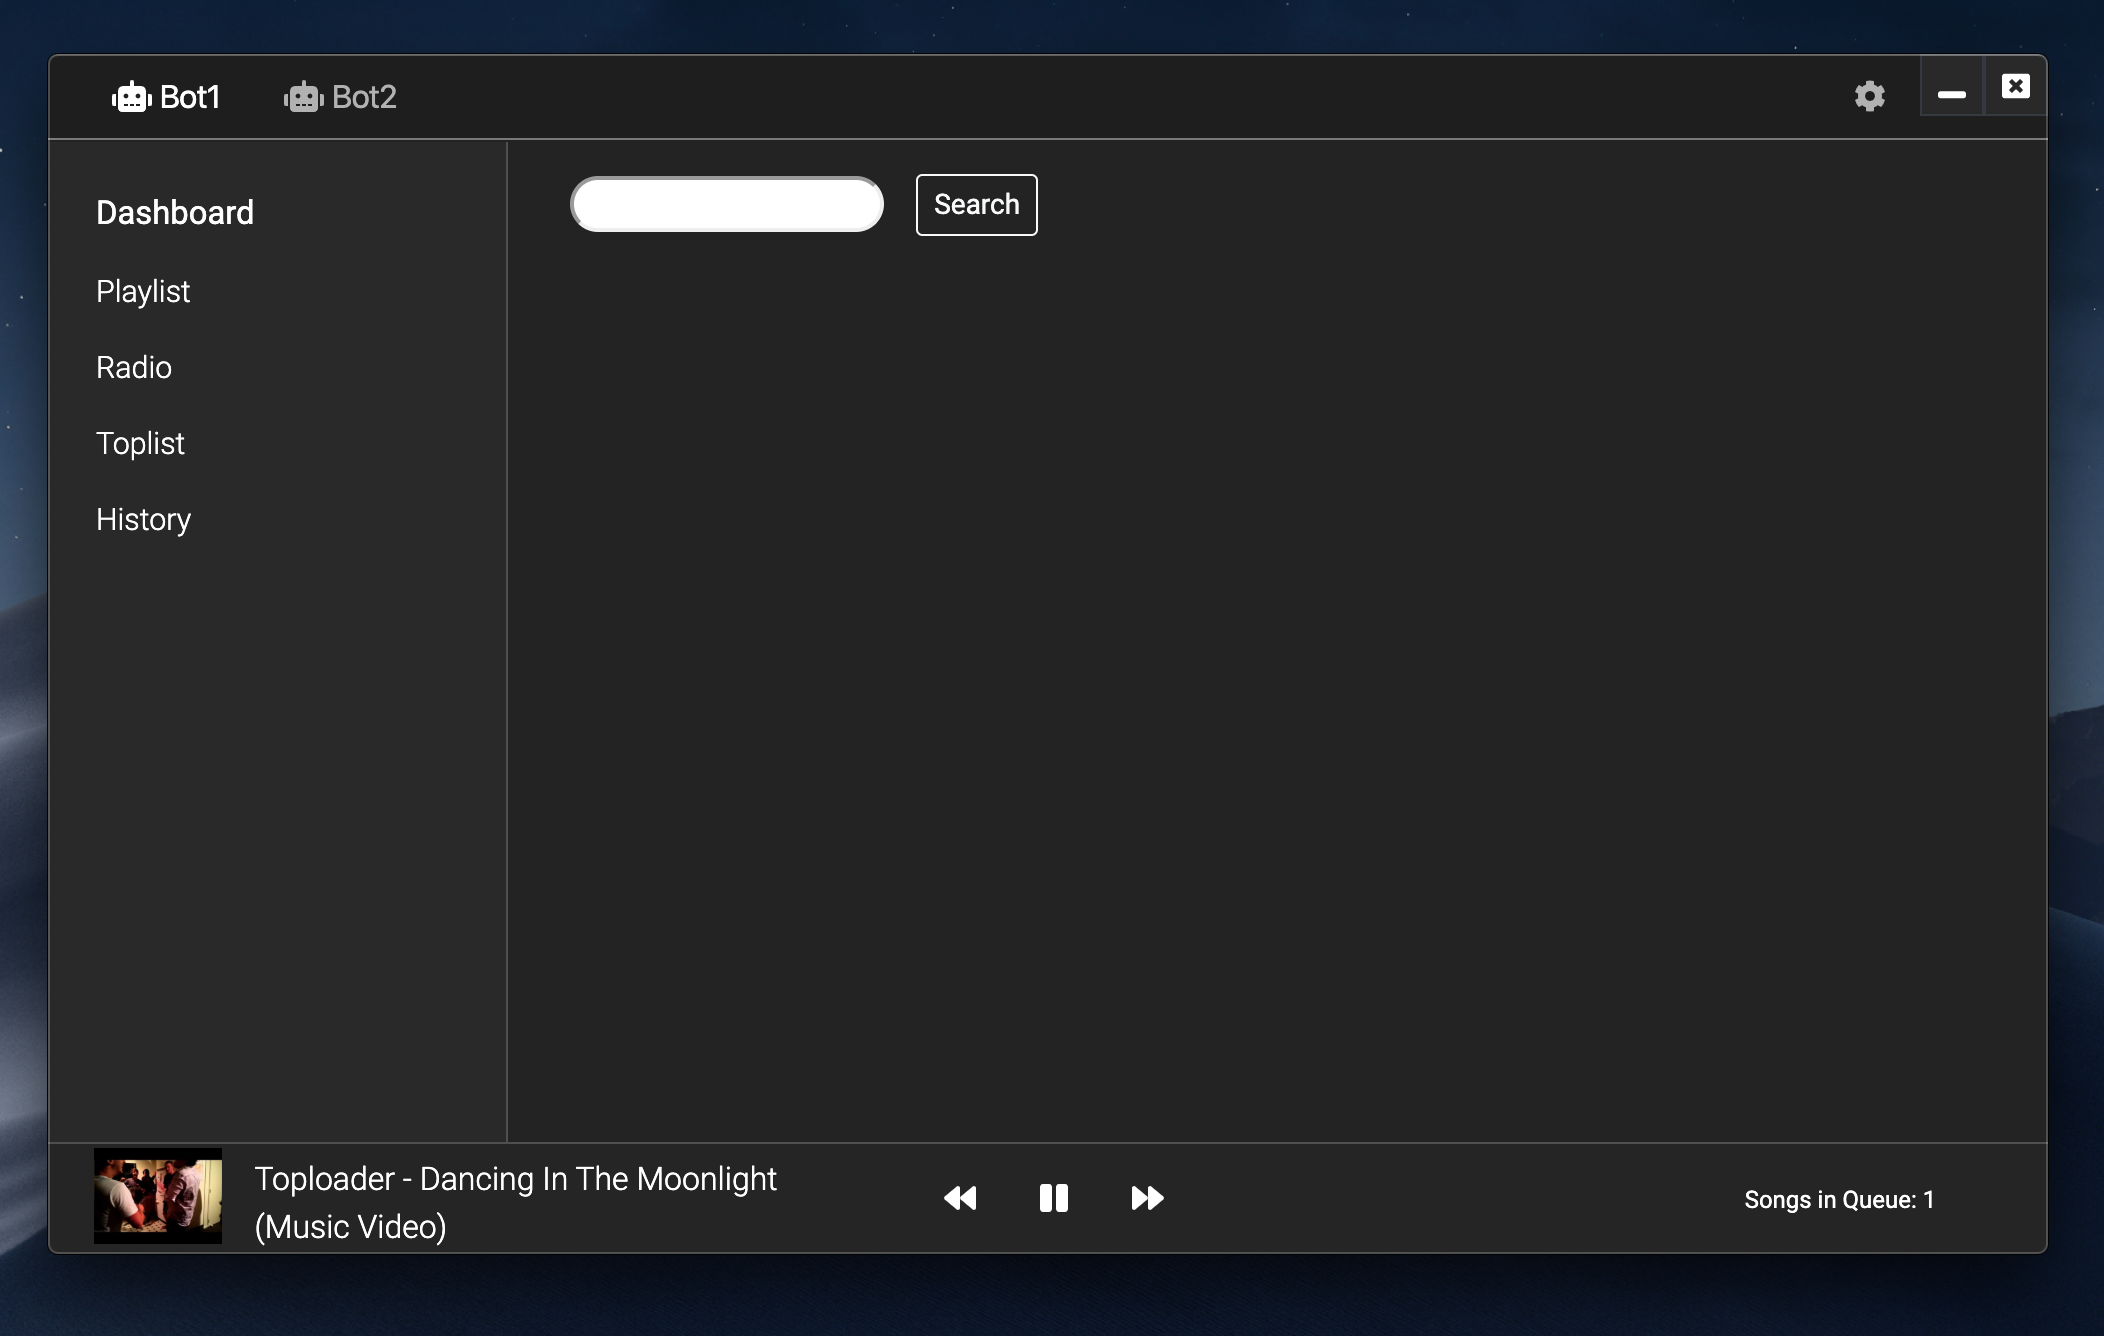 Bot1
Bot2
Dashboard
Playlist
Radio
Toplist
History
Search
Toploader - Dancing In The Moonlight
(Music Video)
Songs in Queue: 1